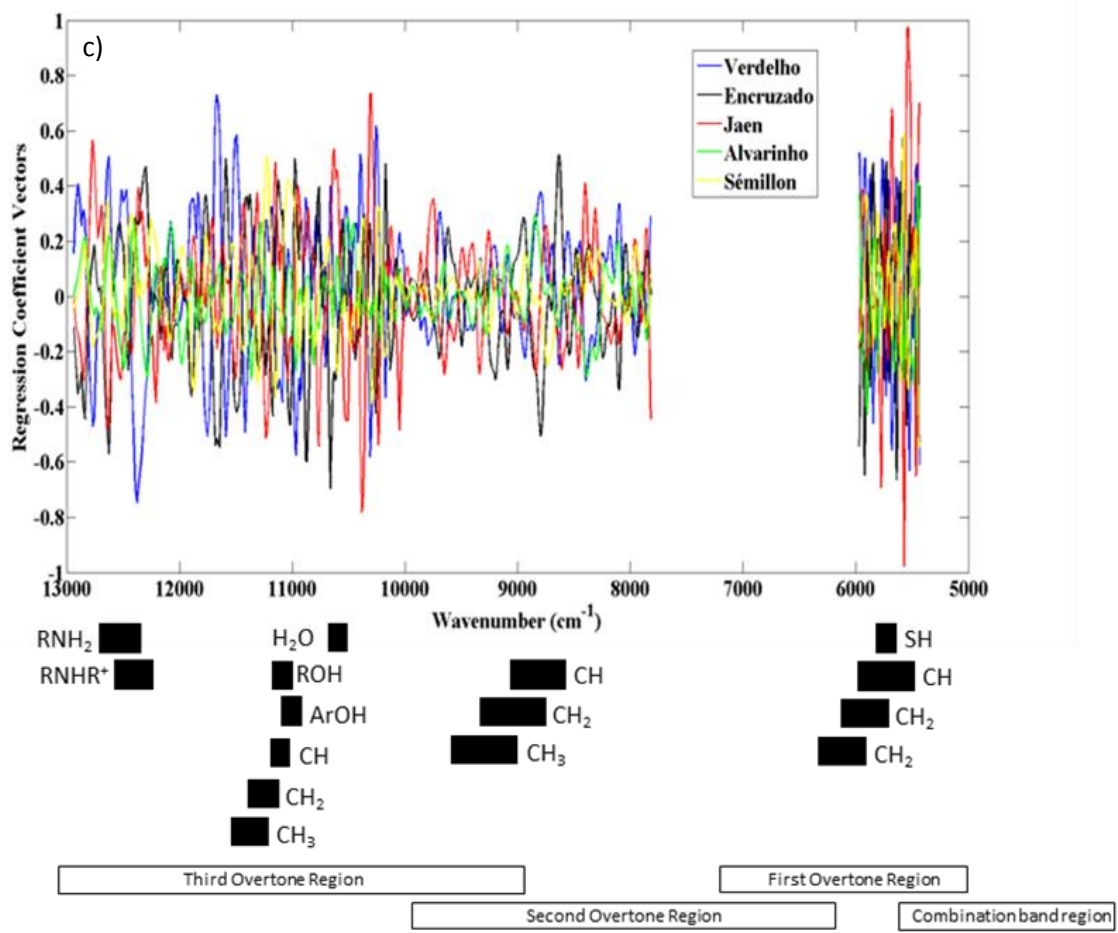 c)
1
0.8
0.6
0.4
0.2
0
-0.2
-0.4
-0.6
-0.8
-1
Regression Coefficient Vectors
Verdelho
Encruzado
Jaen
Alvarinho
Sémillon
13000 12000 11000 10000 9000 8000 7000 6000 5000
Wavenumber (cm⁻¹)
RNH₂ H₂O SH
RNHR⁺ ROH CH CH
ArOH CH₂ CH₂
CH CH₃ CH₂
CH₂
CH₃
Third Overtone Region First Overtone Region
Second Overtone Region Combination band region